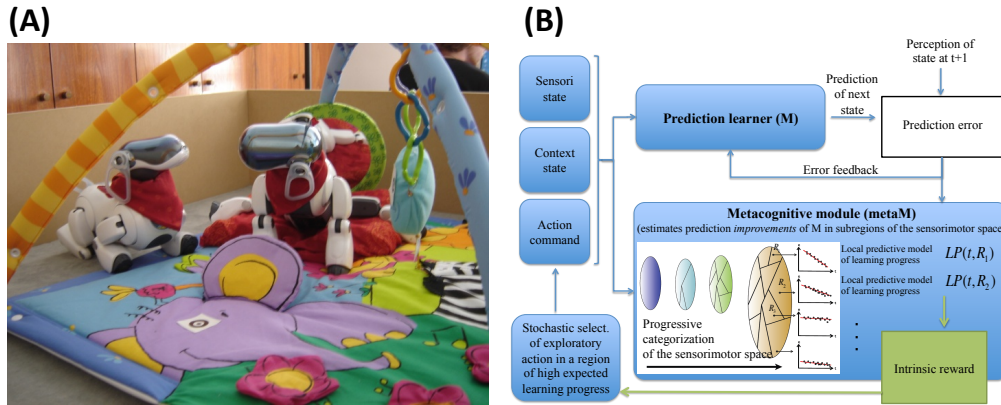 (A)
(B)
Sensori
state
Context
state
Action
command
Prediction learner (M)
Prediction
of next
state
Perception of
state at t+1
Prediction error
Error feedback
Metacognitive module (metaM)
(estimates prediction improvements of M in subregions of the sensorimotor space
Local predictive model
of learning progress
LP(t,R₁)
Local predictive model
of learning progress
LP(t,R₂)
R₂
Progressive
categorization
of the sensorimotor space
Stochastic select.
of exploratory
action in a region
of high expected
learning progress
Intrinsic reward